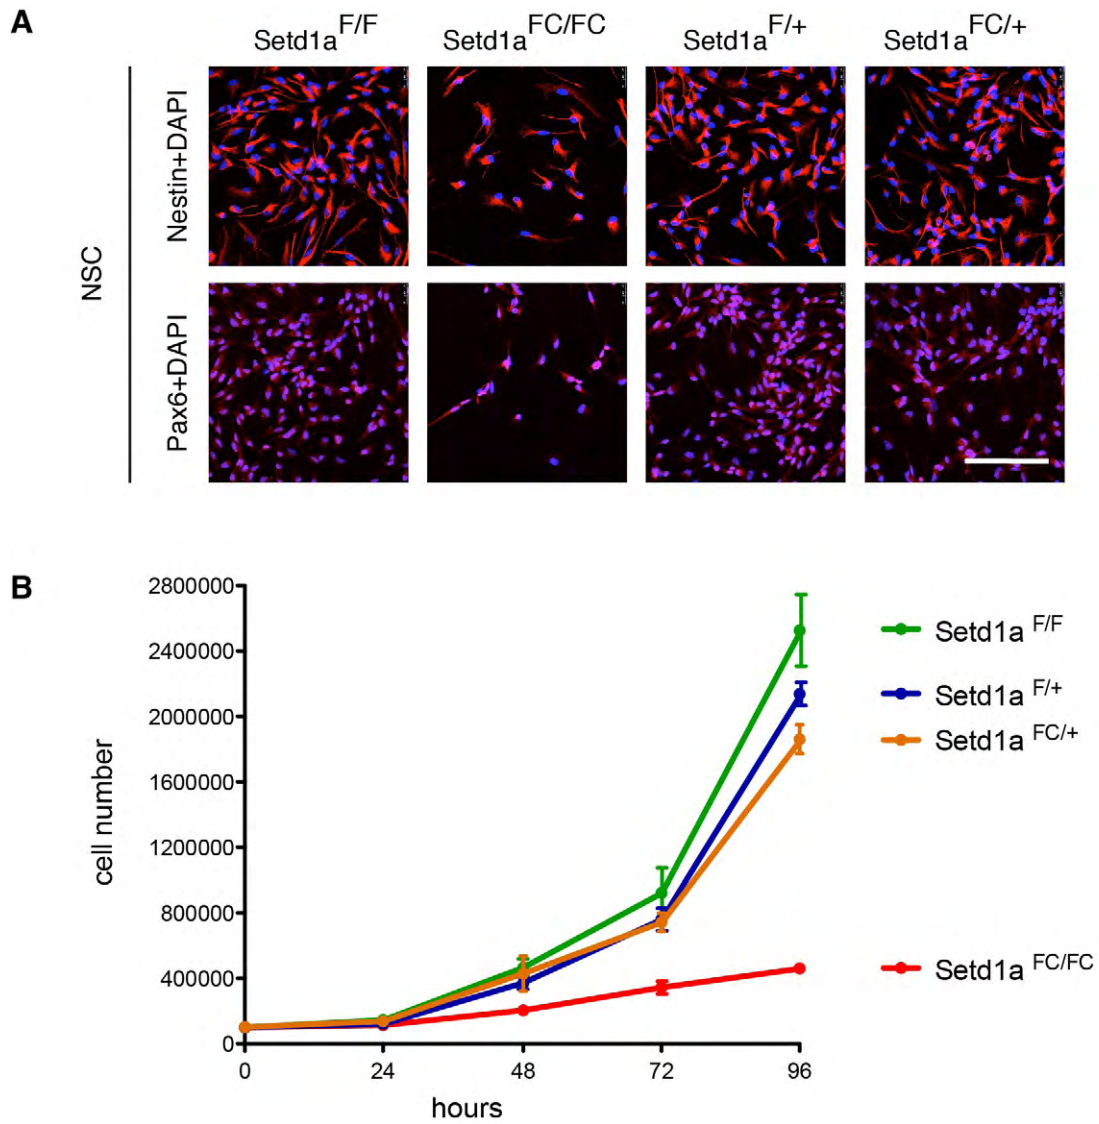 A
Setd1a F/F
Setd1a FC/FC
Setd1a F/+
Setd1a FC/+
NSC
Nestin+DAPI
Pax6+DAPI
B
2800000
2400000
2000000
1600000
1200000
800000
400000
0
cell number
0 24 48 72 96
hours
Setd1a F/F
Setd1a F/+
Setd1a FC/+
Setd1a FC/FC